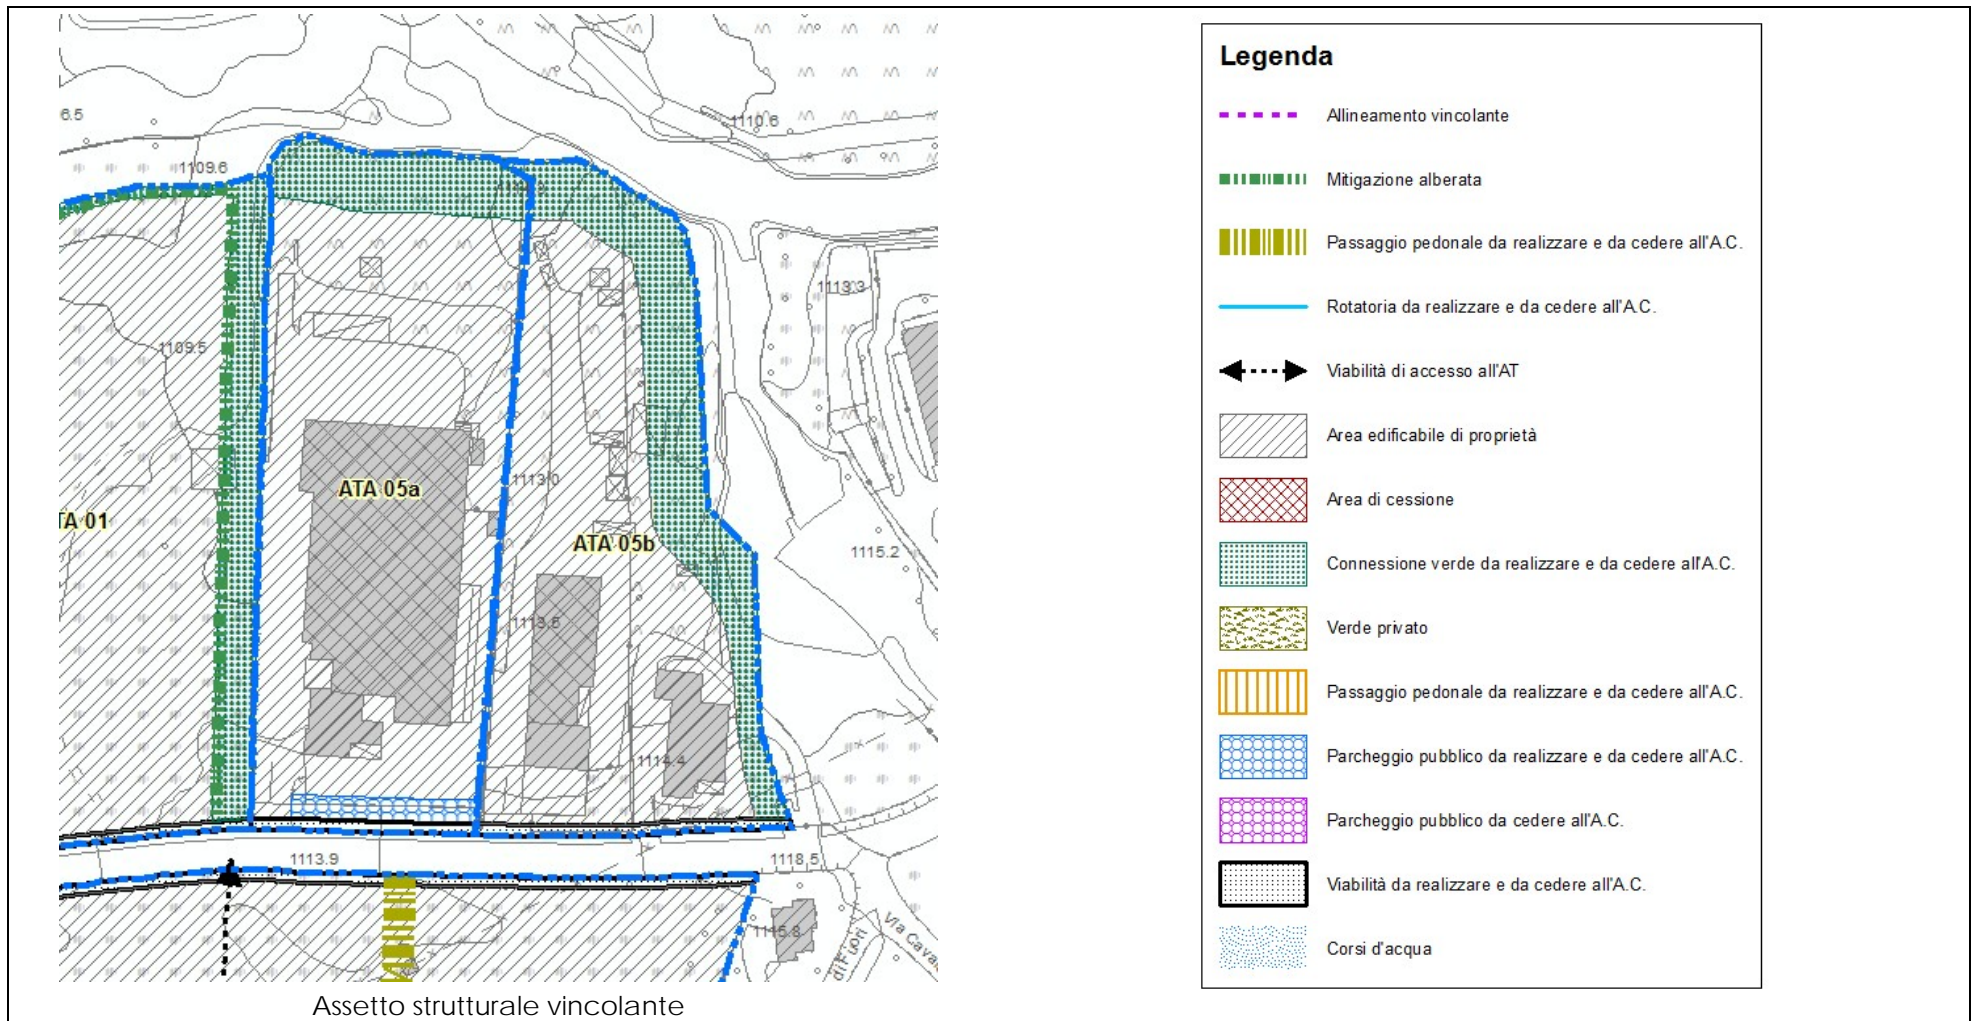 6.5
1110.6
1109.6
1113.3
1109.5
ATA 05a
1113.0
TA 01
ATA 05b
1115.2
1113.5
1114.4
1113.9
1118.5
1115.8
di Fiori
Via Caval
Assetto strutturale vincolante
Legenda
Allineamento vincolante
Mitigazione alberata
Passaggio pedonale da realizzare e da cedere all'A.C.
Rotatoria da realizzare e da cedere all'A.C.
Viabilità di accesso all'AT
Area edificabile di proprietà
Area di cessione
Connessione verde da realizzare e da cedere all'A.C.
Verde privato
Passaggio pedonale da realizzare e da cedere all'A.C.
Parcheggio pubblico da realizzare e da cedere all'A.C.
Parcheggio pubblico da cedere all'A.C.
Viabilità da realizzare e da cedere all'A.C.
Corsi d'acqua